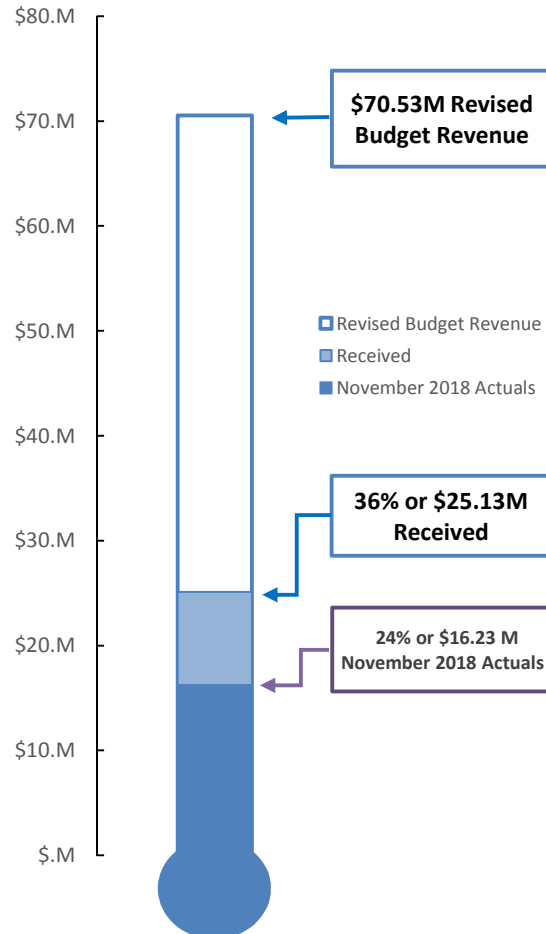 $80.M
$70.M
$60.M
$50.M
$40.M
$30.M
$20.M
$10.M
$.M
$70.53M Revised
Budget Revenue
Revised Budget Revenue
Received
November 2018 Actuals
36% or $25.13M
Received
24% or $16.23 M
November 2018 Actuals